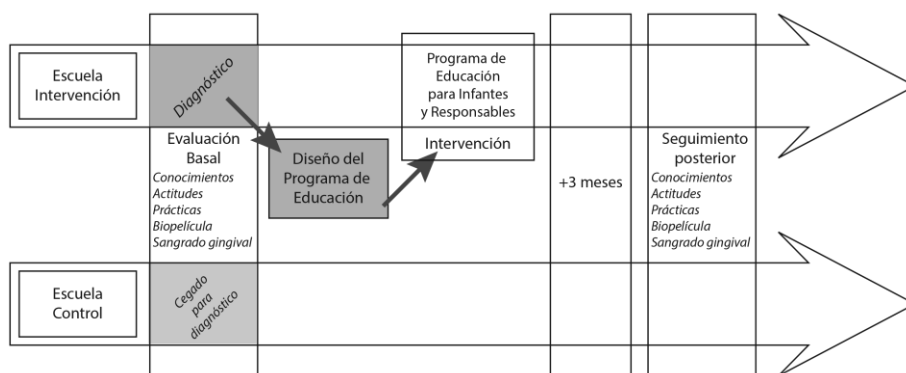 Escuela
Intervención
Diagnóstico
Programa de
Educación
para Infantes
y Responsables
Intervención
Evaluación
Basal
Conocimientos
Actitudes
Prácticas
Biopelícula
Sangrado gingival
Diseño del
Programa de
Educación
+3 meses
Seguimiento
posterior
Conocimientos
Actitudes
Prácticas
Biopelícula
Sangrado gingival
Escuela
Control
Cegado
para
diagnóstico